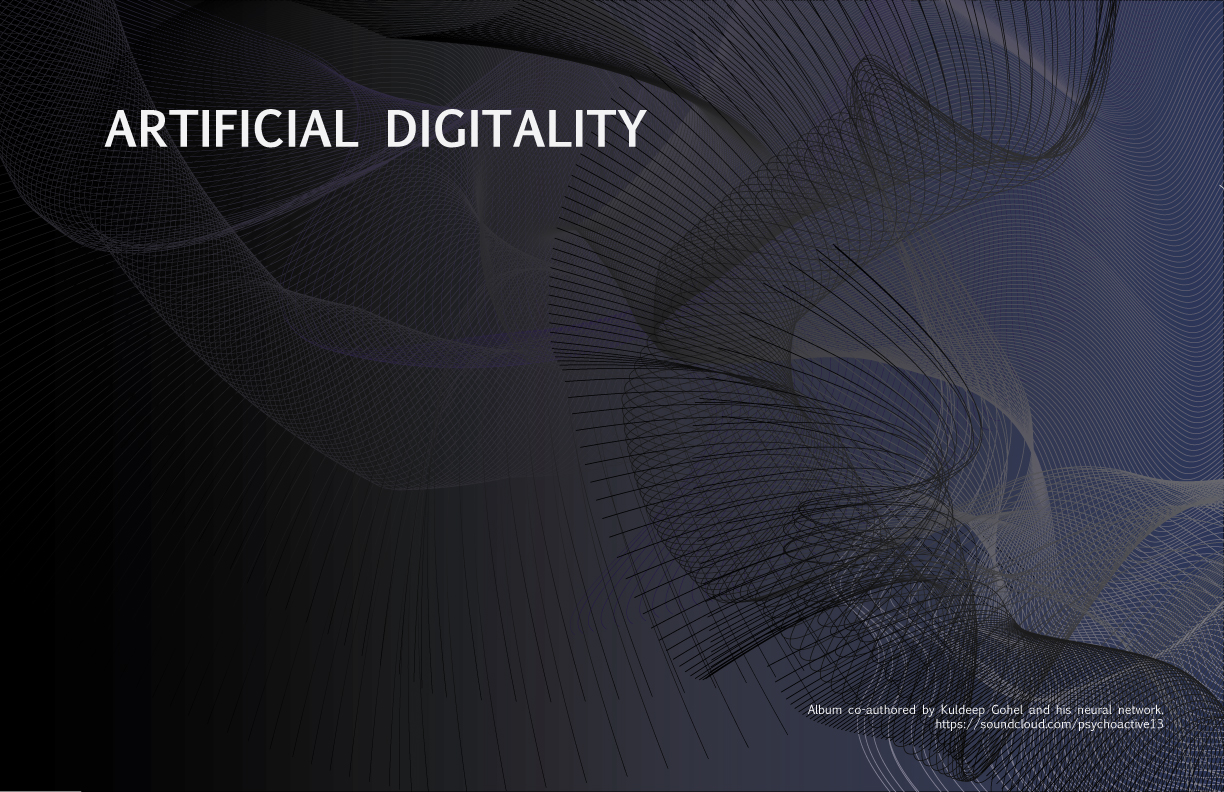 ARTIFICIAL DIGITALITY
Album co-authored by Kuldeep Gohel and his neural network.
https://soundcloud.com/psychoactive13